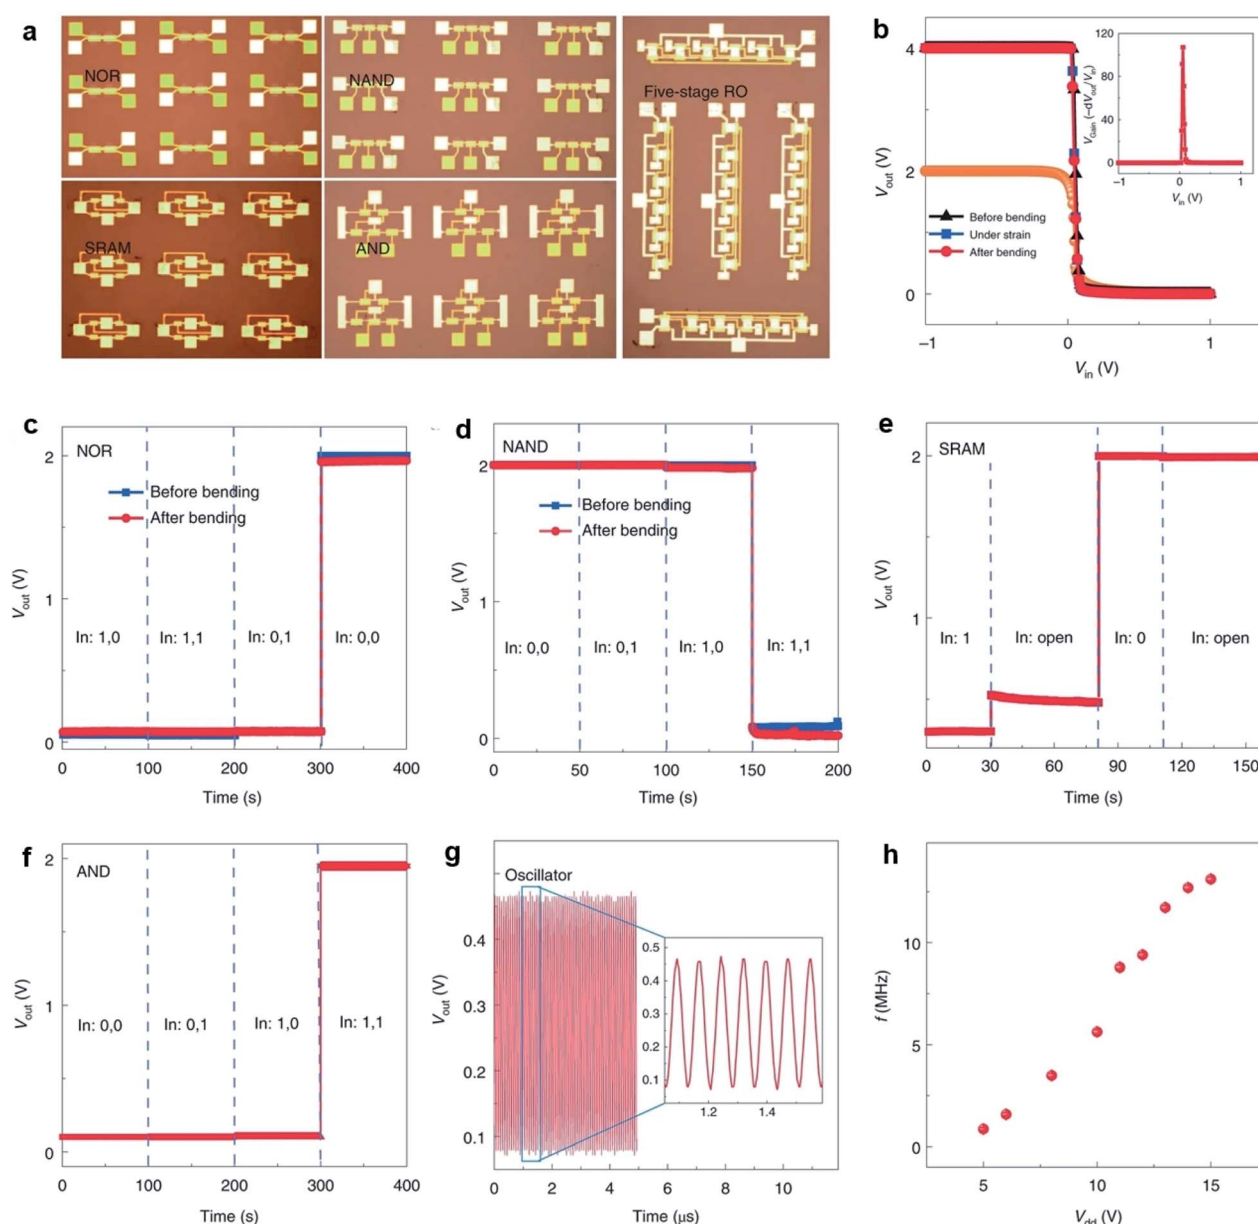 a
NOR
NAND
Five-stage RO
SRAM
AND
b
4
2
0
−1
0
1
V_out (V)
V_in (V)
Before bending
Under strain
After bending
120
80
40
0
−1
0
1
V_Gain (−dV_out/V_in)
V_in (V)
c
NOR
Before bending
After bending
2
1
0
V_out (V)
In: 1,0
In: 1,1
In: 0,1
In: 0,0
0
100
200
300
400
Time (s)
d
NAND
Before bending
After bending
2
1
0
V_out (V)
In: 0,0
In: 0,1
In: 1,0
In: 1,1
0
50
100
150
200
Time (s)
e
SRAM
2
1
V_out (V)
In: 1
In: open
In: 0
In: open
0
30
60
90
120
150
Time (s)
f
AND
2
1
0
V_out (V)
In: 0,0
In: 0,1
In: 1,0
In: 1,1
0
100
200
300
400
Time (s)
g
Oscillator
0.4
0.3
0.2
0.1
V_out (V)
0.5
0.4
0.3
0.2
0.1
1.2
1.4
0
2
4
6
8
10
Time (μs)
h
10
5
0
f (MHz)
5
10
15
V_dd (V)